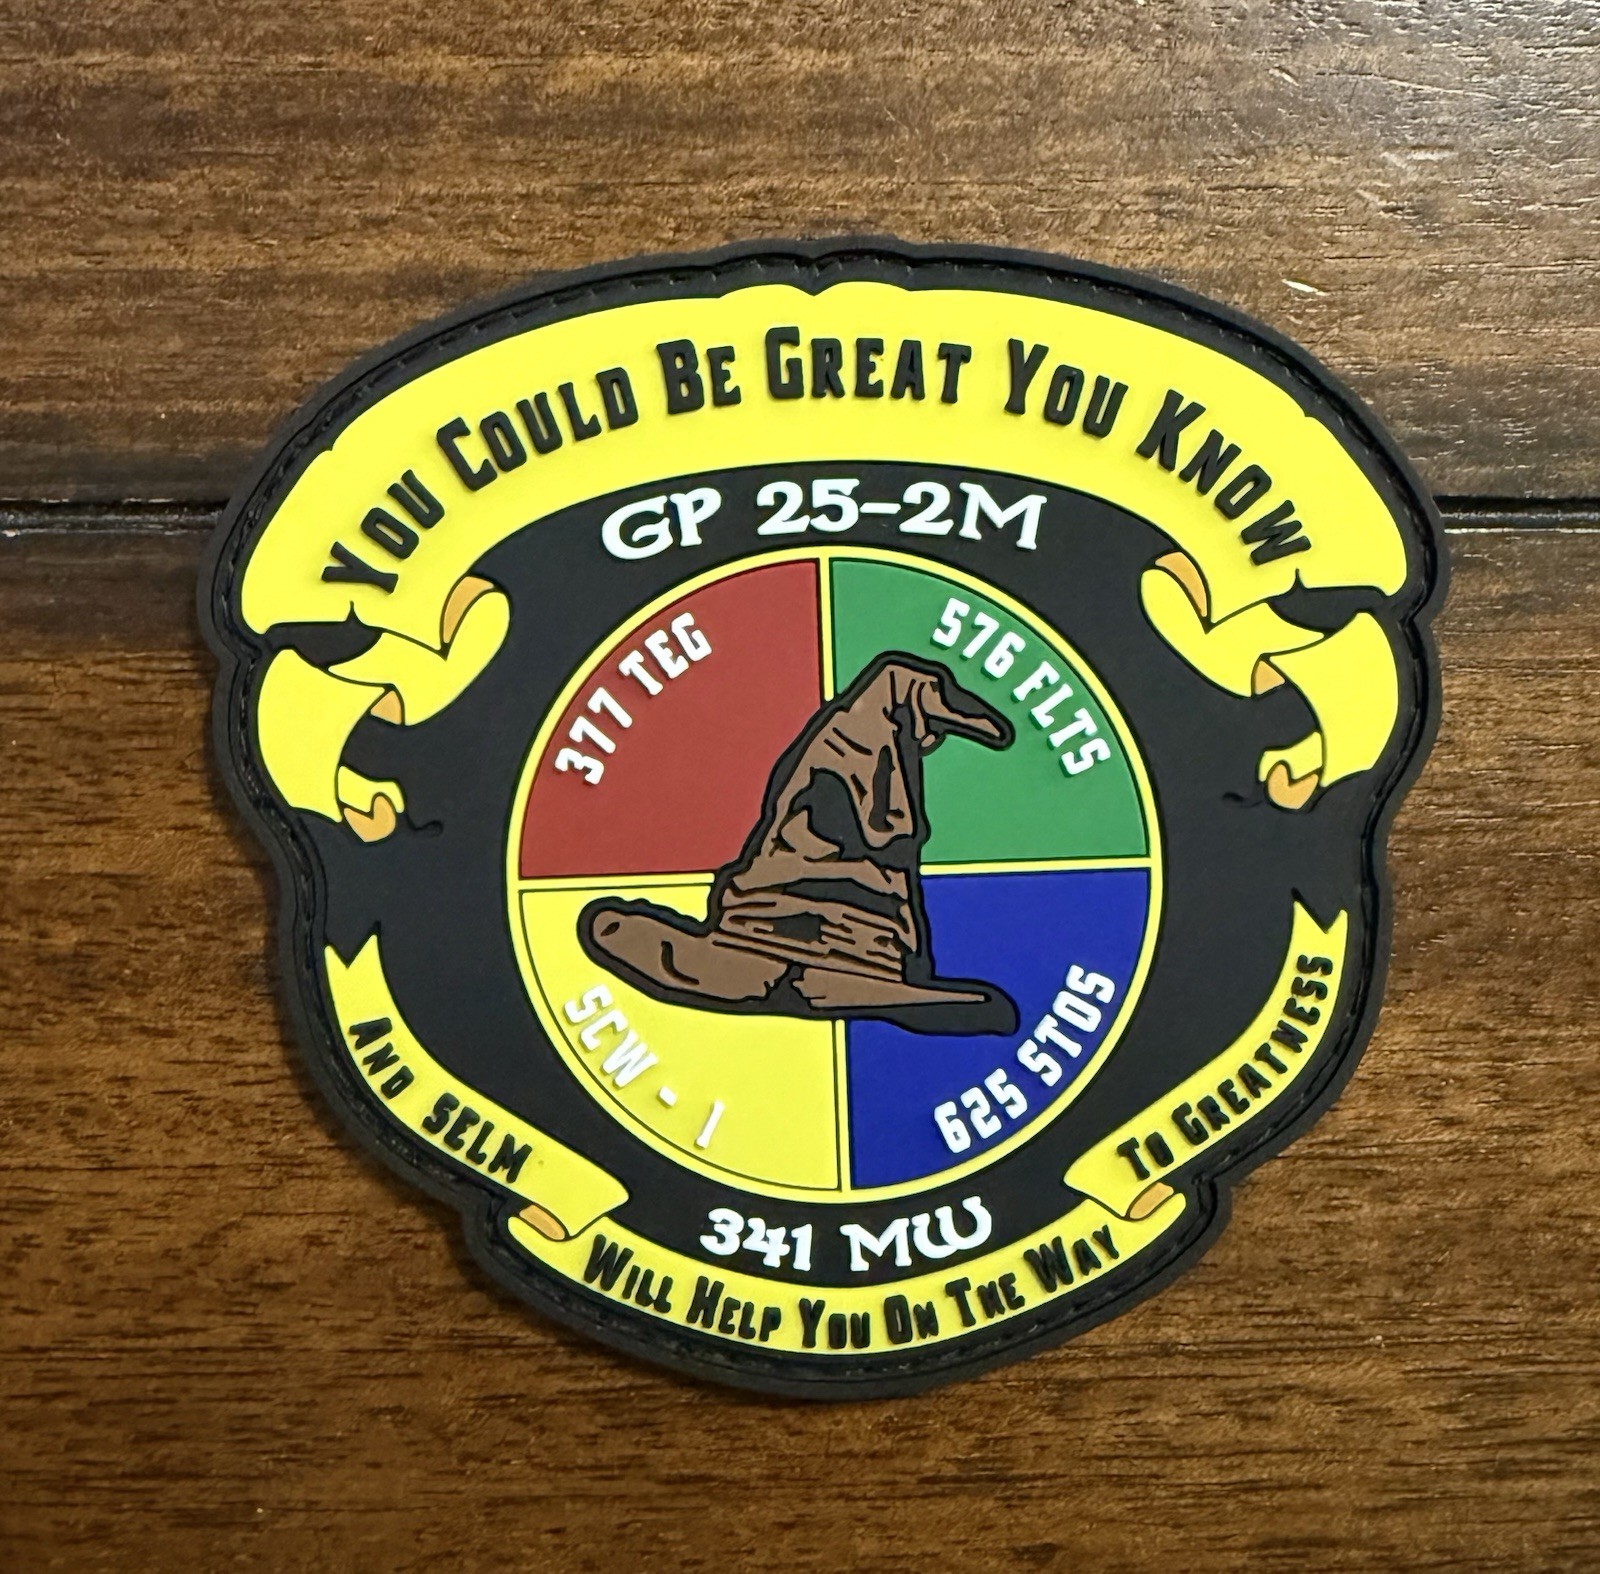 You Could Be Great You Know
GP 25-2M
377 TEG
576 FLTS
SCW - 1
625 STOS
341 MW
And SELM
Will Help You On The Way
To Greatness